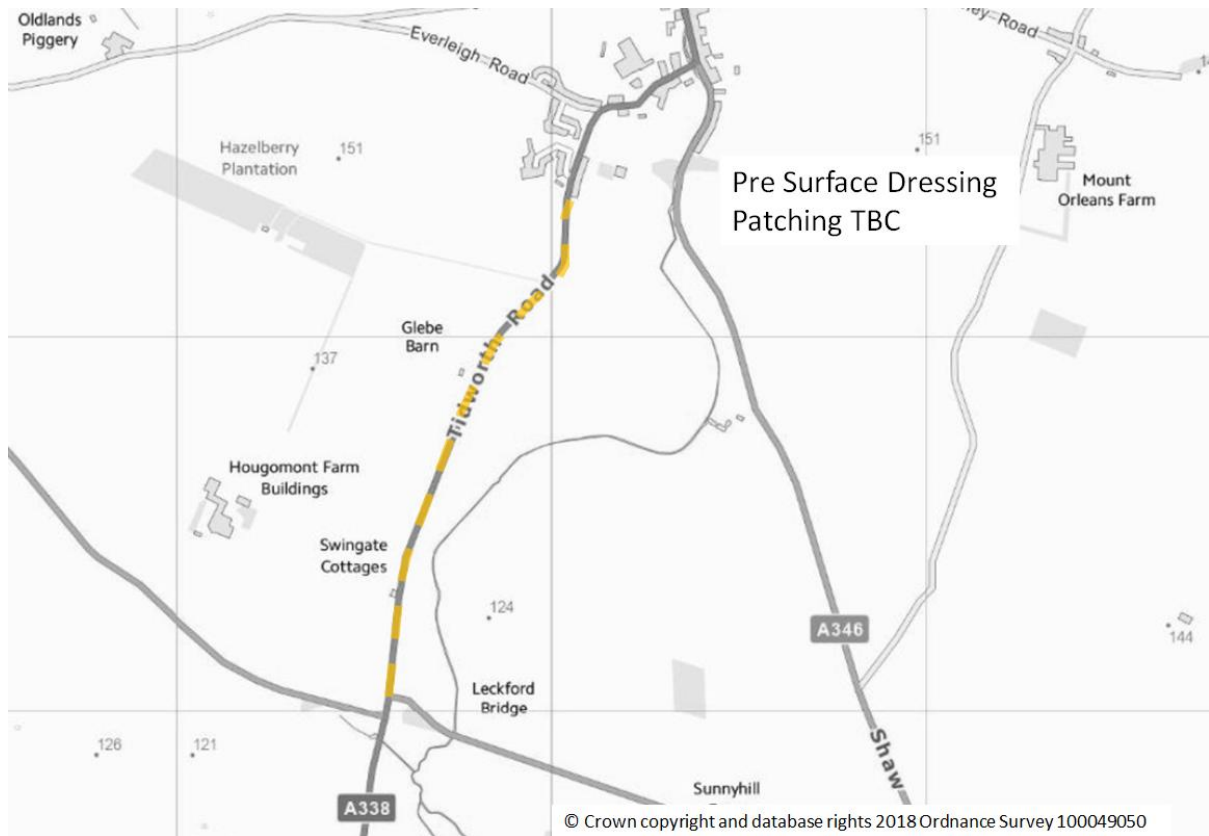 Oldlands
Piggery
Everleigh Road
Hazelberry
Plantation
151
151
Pre Surface Dressing
Patching TBC
Mount
Orleans Farm
Tidworth Road
Glebe
Barn
137
Hougomont Farm
Buildings
Swingate
Cottages
124
A346
144
Leckford
Bridge
126
121
Shaw
Sunnyhill
A338
© Crown copyright and database rights 2018 Ordnance Survey 100049050